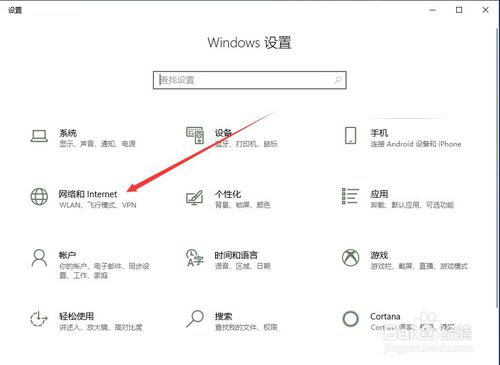 设置
Windows 设置
查找设置
系统
显示、声音、通知、电源
设备
蓝牙、打印机、鼠标
手机
连接 Android 设备和 iPhone
网络和 Internet
WLAN、飞行模式、VPN
个性化
背景、锁屏、颜色
应用
卸载、默认应用、可选功能
帐户
你的帐户、电子邮件、同步设
置、工作、家庭
时间和语言
语音、区域、日期
游戏
游戏栏、截屏、直播、游戏模式
轻松使用
讲述人、放大镜、高对比度
搜索
查找我的文件、权限
Cortana
Cortana 语言、权限、通知
Baidu 经验
jingyan.baidu.com